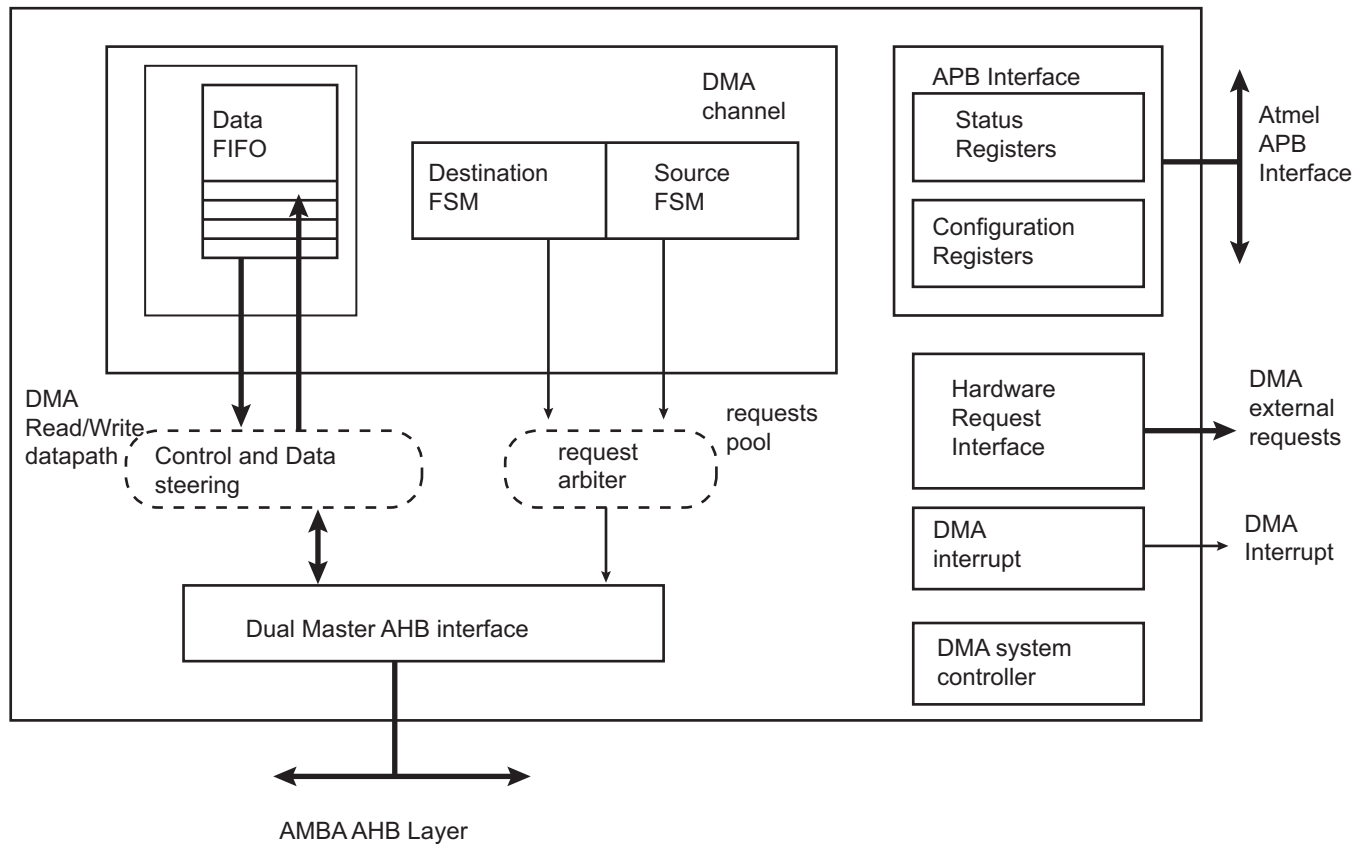 DMA
channel
Data
FIFO
Destination
FSM
Source
FSM
APB Interface
Status
Registers
Configuration
Registers
Atmel
APB
Interface
DMA
Read/Write
datapath
Control and Data
steering
request
arbiter
requests
pool
Hardware
Request
Interface
DMA
external
requests
DMA
interrupt
DMA
Interrupt
Dual Master AHB interface
DMA system
controller
AMBA AHB Layer